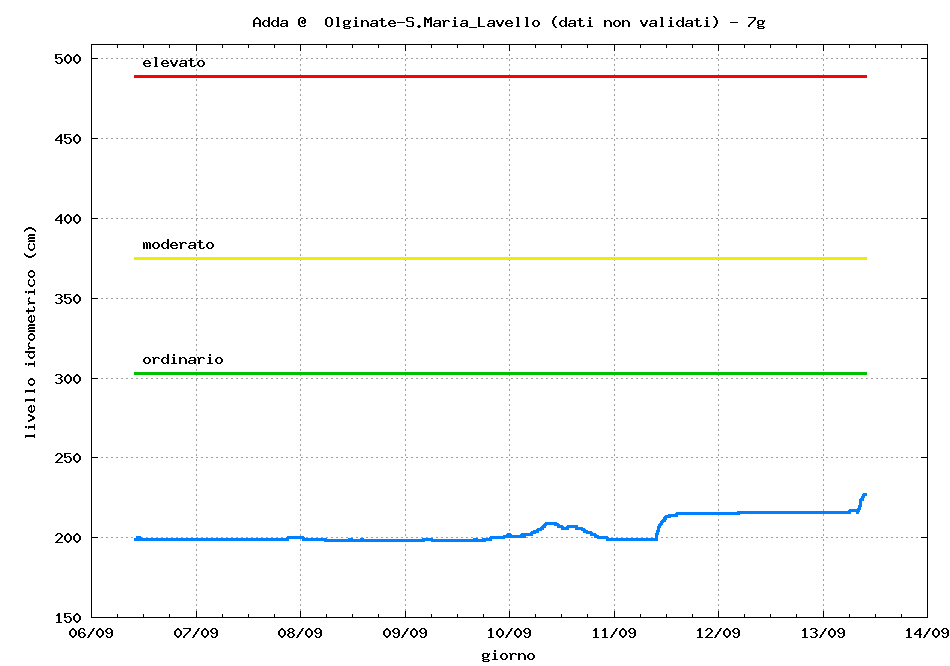 Adda @  Olginate-S.Maria_Lavello (dati non validati) - 7g
500
elevato
450
400
moderato
350
ordinario
300
250
200
150
livello idrometrico (cm)
06/09 07/09 08/09 09/09 10/09 11/09 12/09 13/09 14/09
giorno